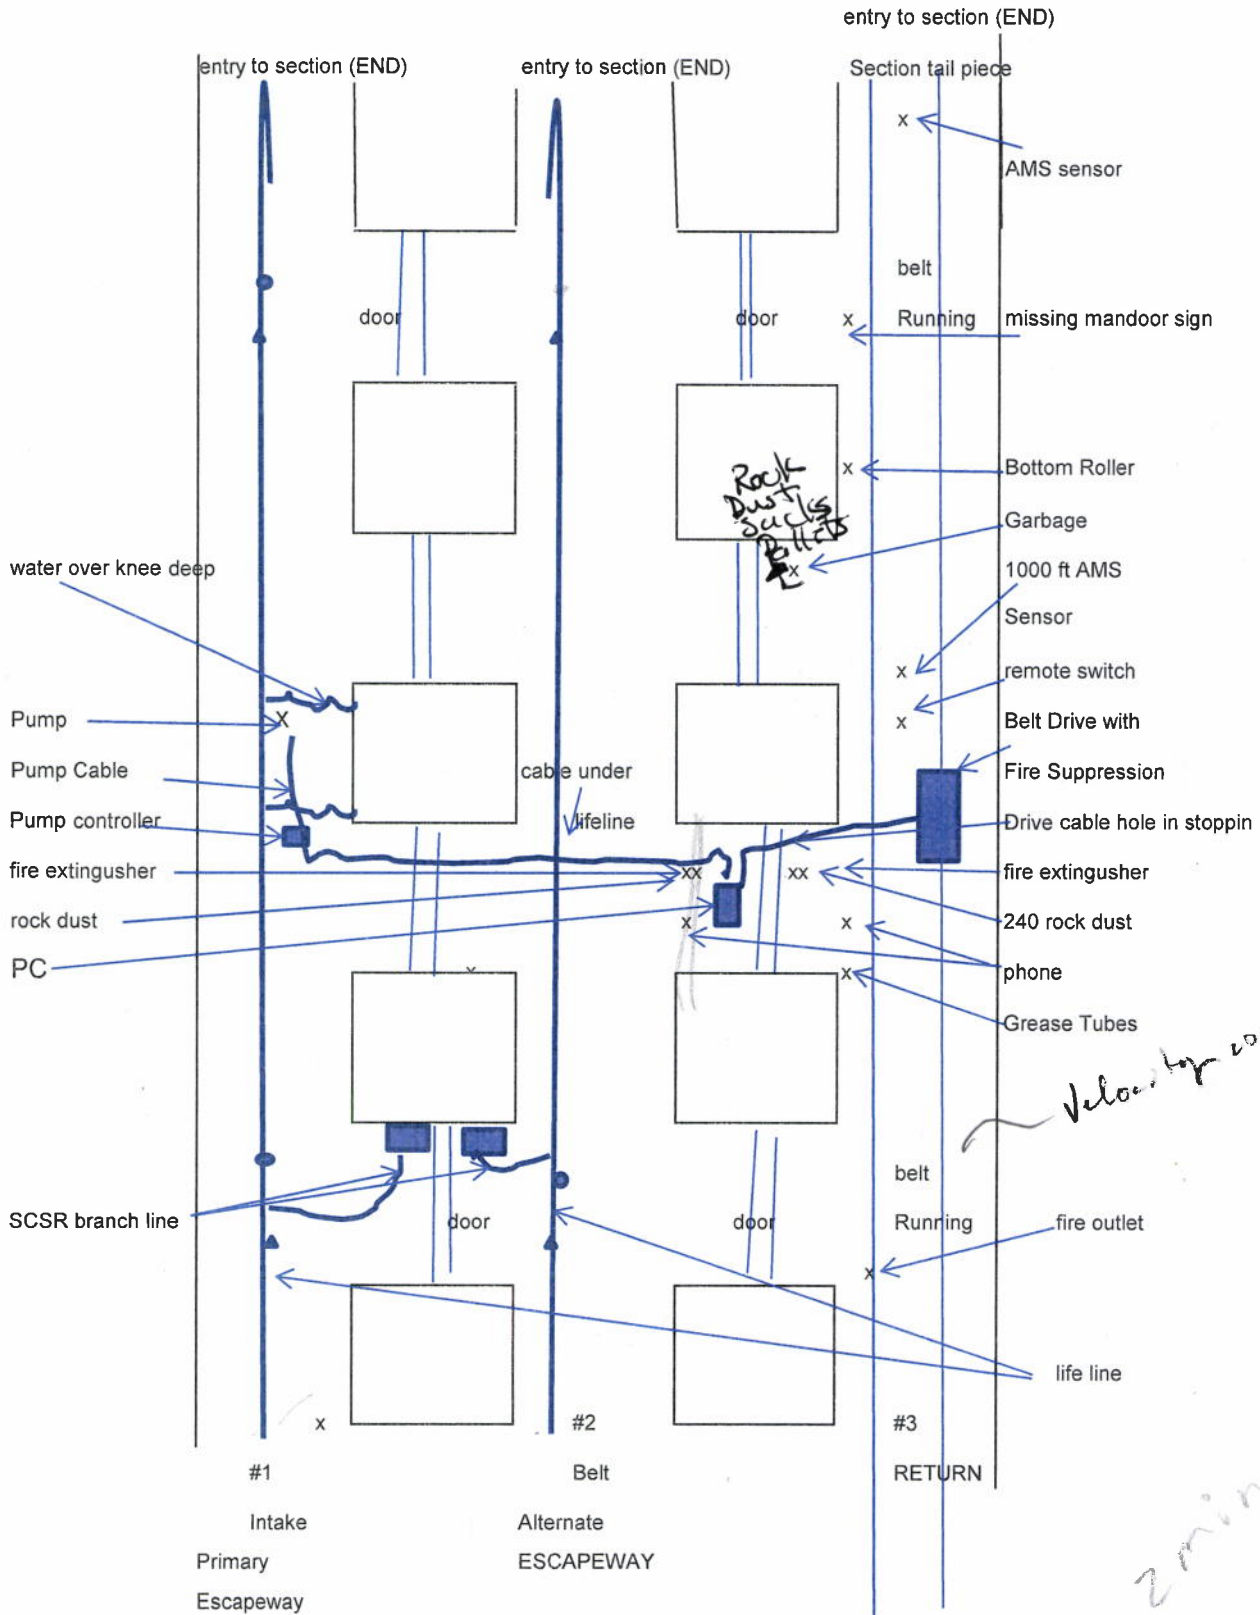 entry to section (END)
entry to section (END)
entry to section (END)
Section tail piece
x
AMS sensor
belt
door
door
x
Running
missing mandoor sign
x
Bottom Roller
Rock
Dust
Sacks
Pallets
Garbage
water over knee deep
x
1000 ft AMS
Sensor
x
remote switch
Pump
X
x
Belt Drive with
Pump Cable
cable under
Fire Suppression
Pump controller
lifeline
Drive cable hole in stoppin
fire extingusher
xx
xx
fire extingusher
rock dust
x
x
240 rock dust
PC
x
x
phone
Grease Tubes
belt
SCSR branch line
door
door
Running
fire outlet
x
life line
x
#2
#3
#1
Belt
RETURN
Intake
Alternate
Primary
ESCAPEWAY
Escapeway
2 min